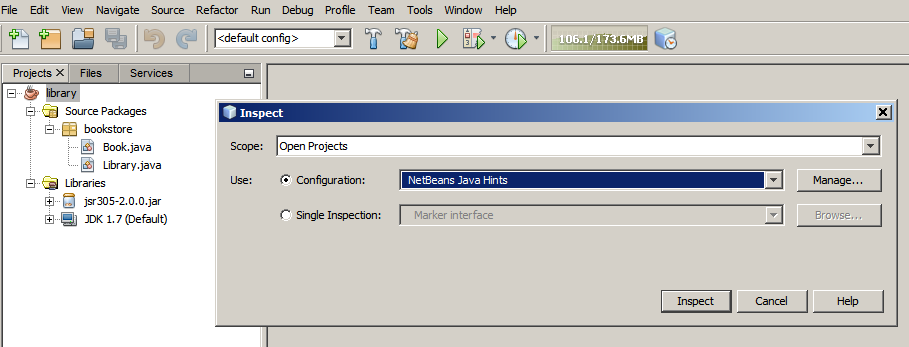 File Edit View Navigate Source Refactor Run Debug Profile Team Tools Window Help
<default config>
106.1/173.6MB
Projects X Files Services
library
Source Packages
bookstore
Book.java
Library.java
Libraries
jsr305-2.0.0.jar
JDK 1.7 (Default)
Inspect
Scope: Open Projects
Use: Configuration: NetBeans Java Hints Manage...
Single Inspection: Marker interface Browse...
Inspect Cancel Help